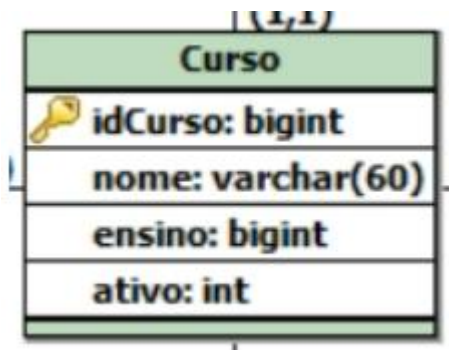 (1,1)
Curso
idCurso: bigint
nome: varchar(60)
ensino: bigint
ativo: int